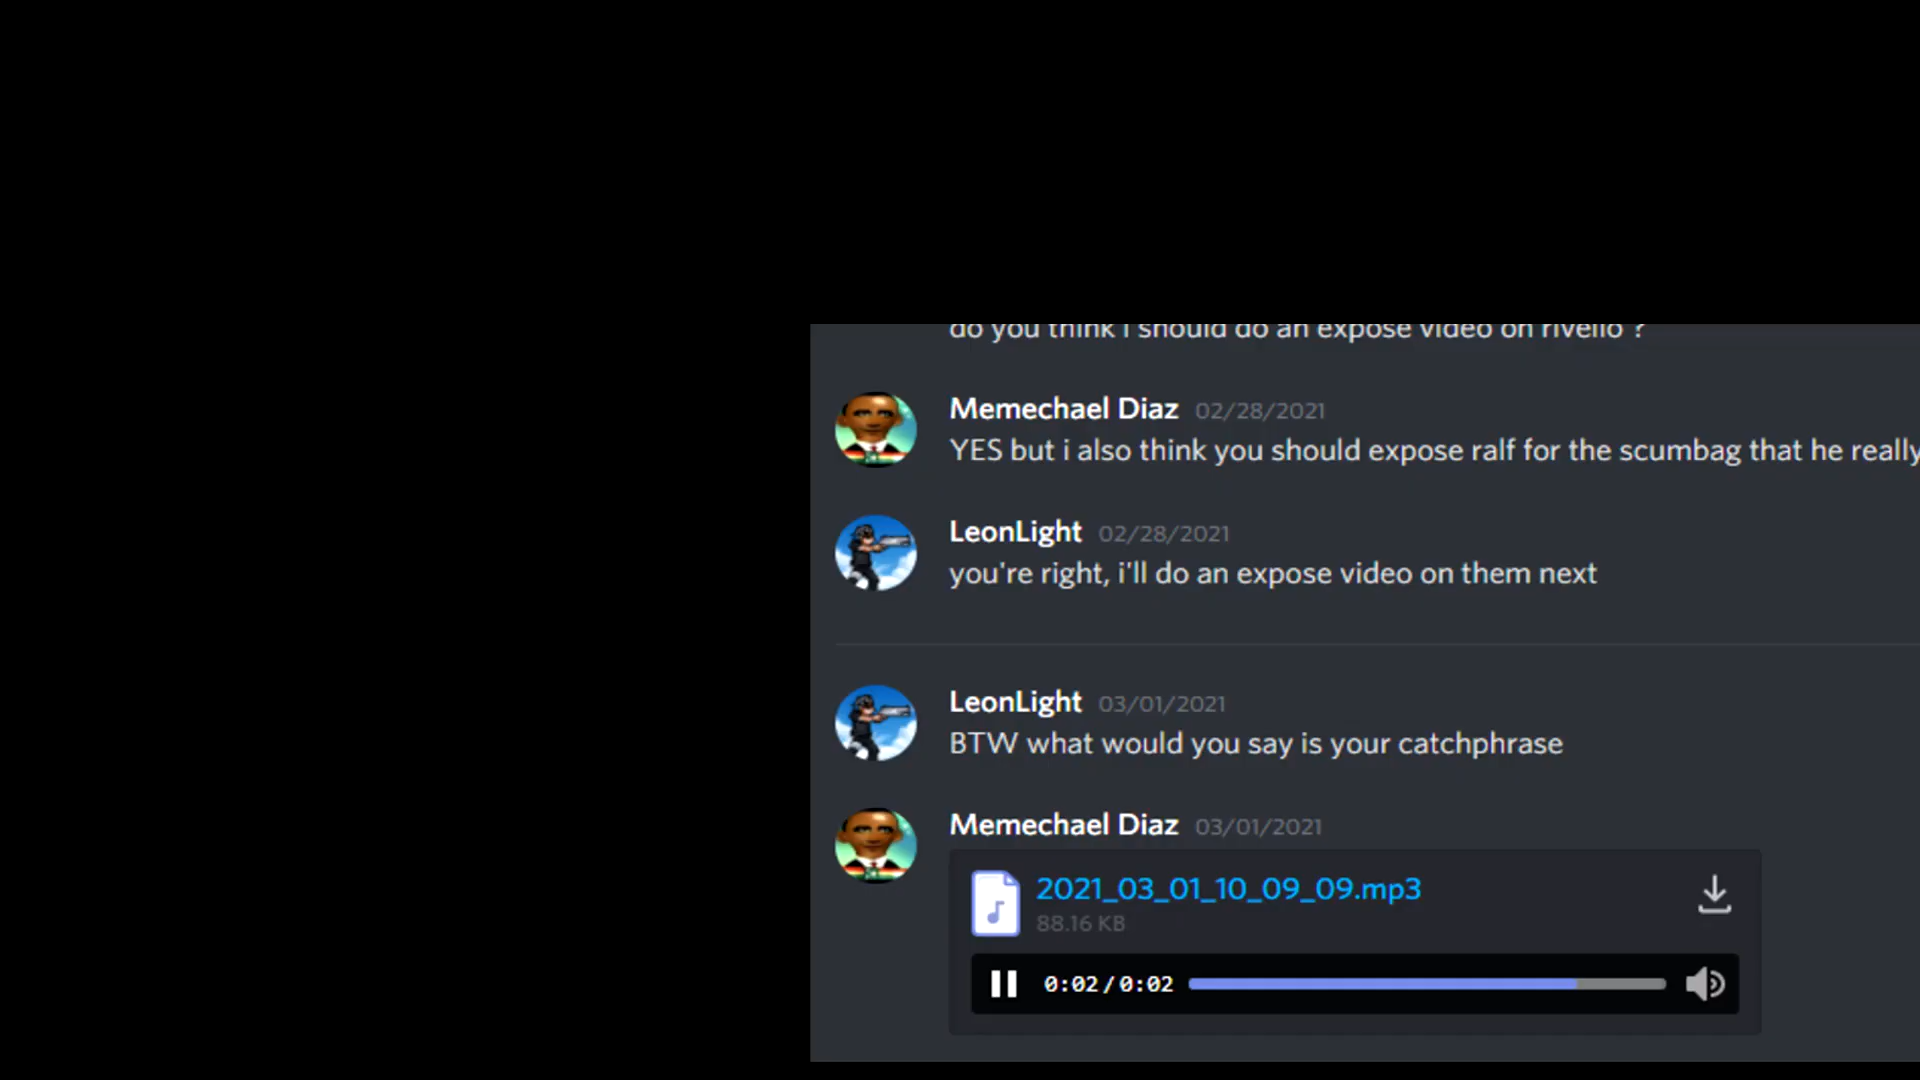 do you think i should do an expose video on rivello ?
Memechael Diaz 02/28/2021
YES but i also think you should expose ralf for the scumbag that he really
LeonLight 02/28/2021
you're right, i'll do an expose video on them next
LeonLight 03/01/2021
BTW what would you say is your catchphrase
Memechael Diaz 03/01/2021
2021_03_01_10_09_09.mp3
88.16 KB
0:02/0:02